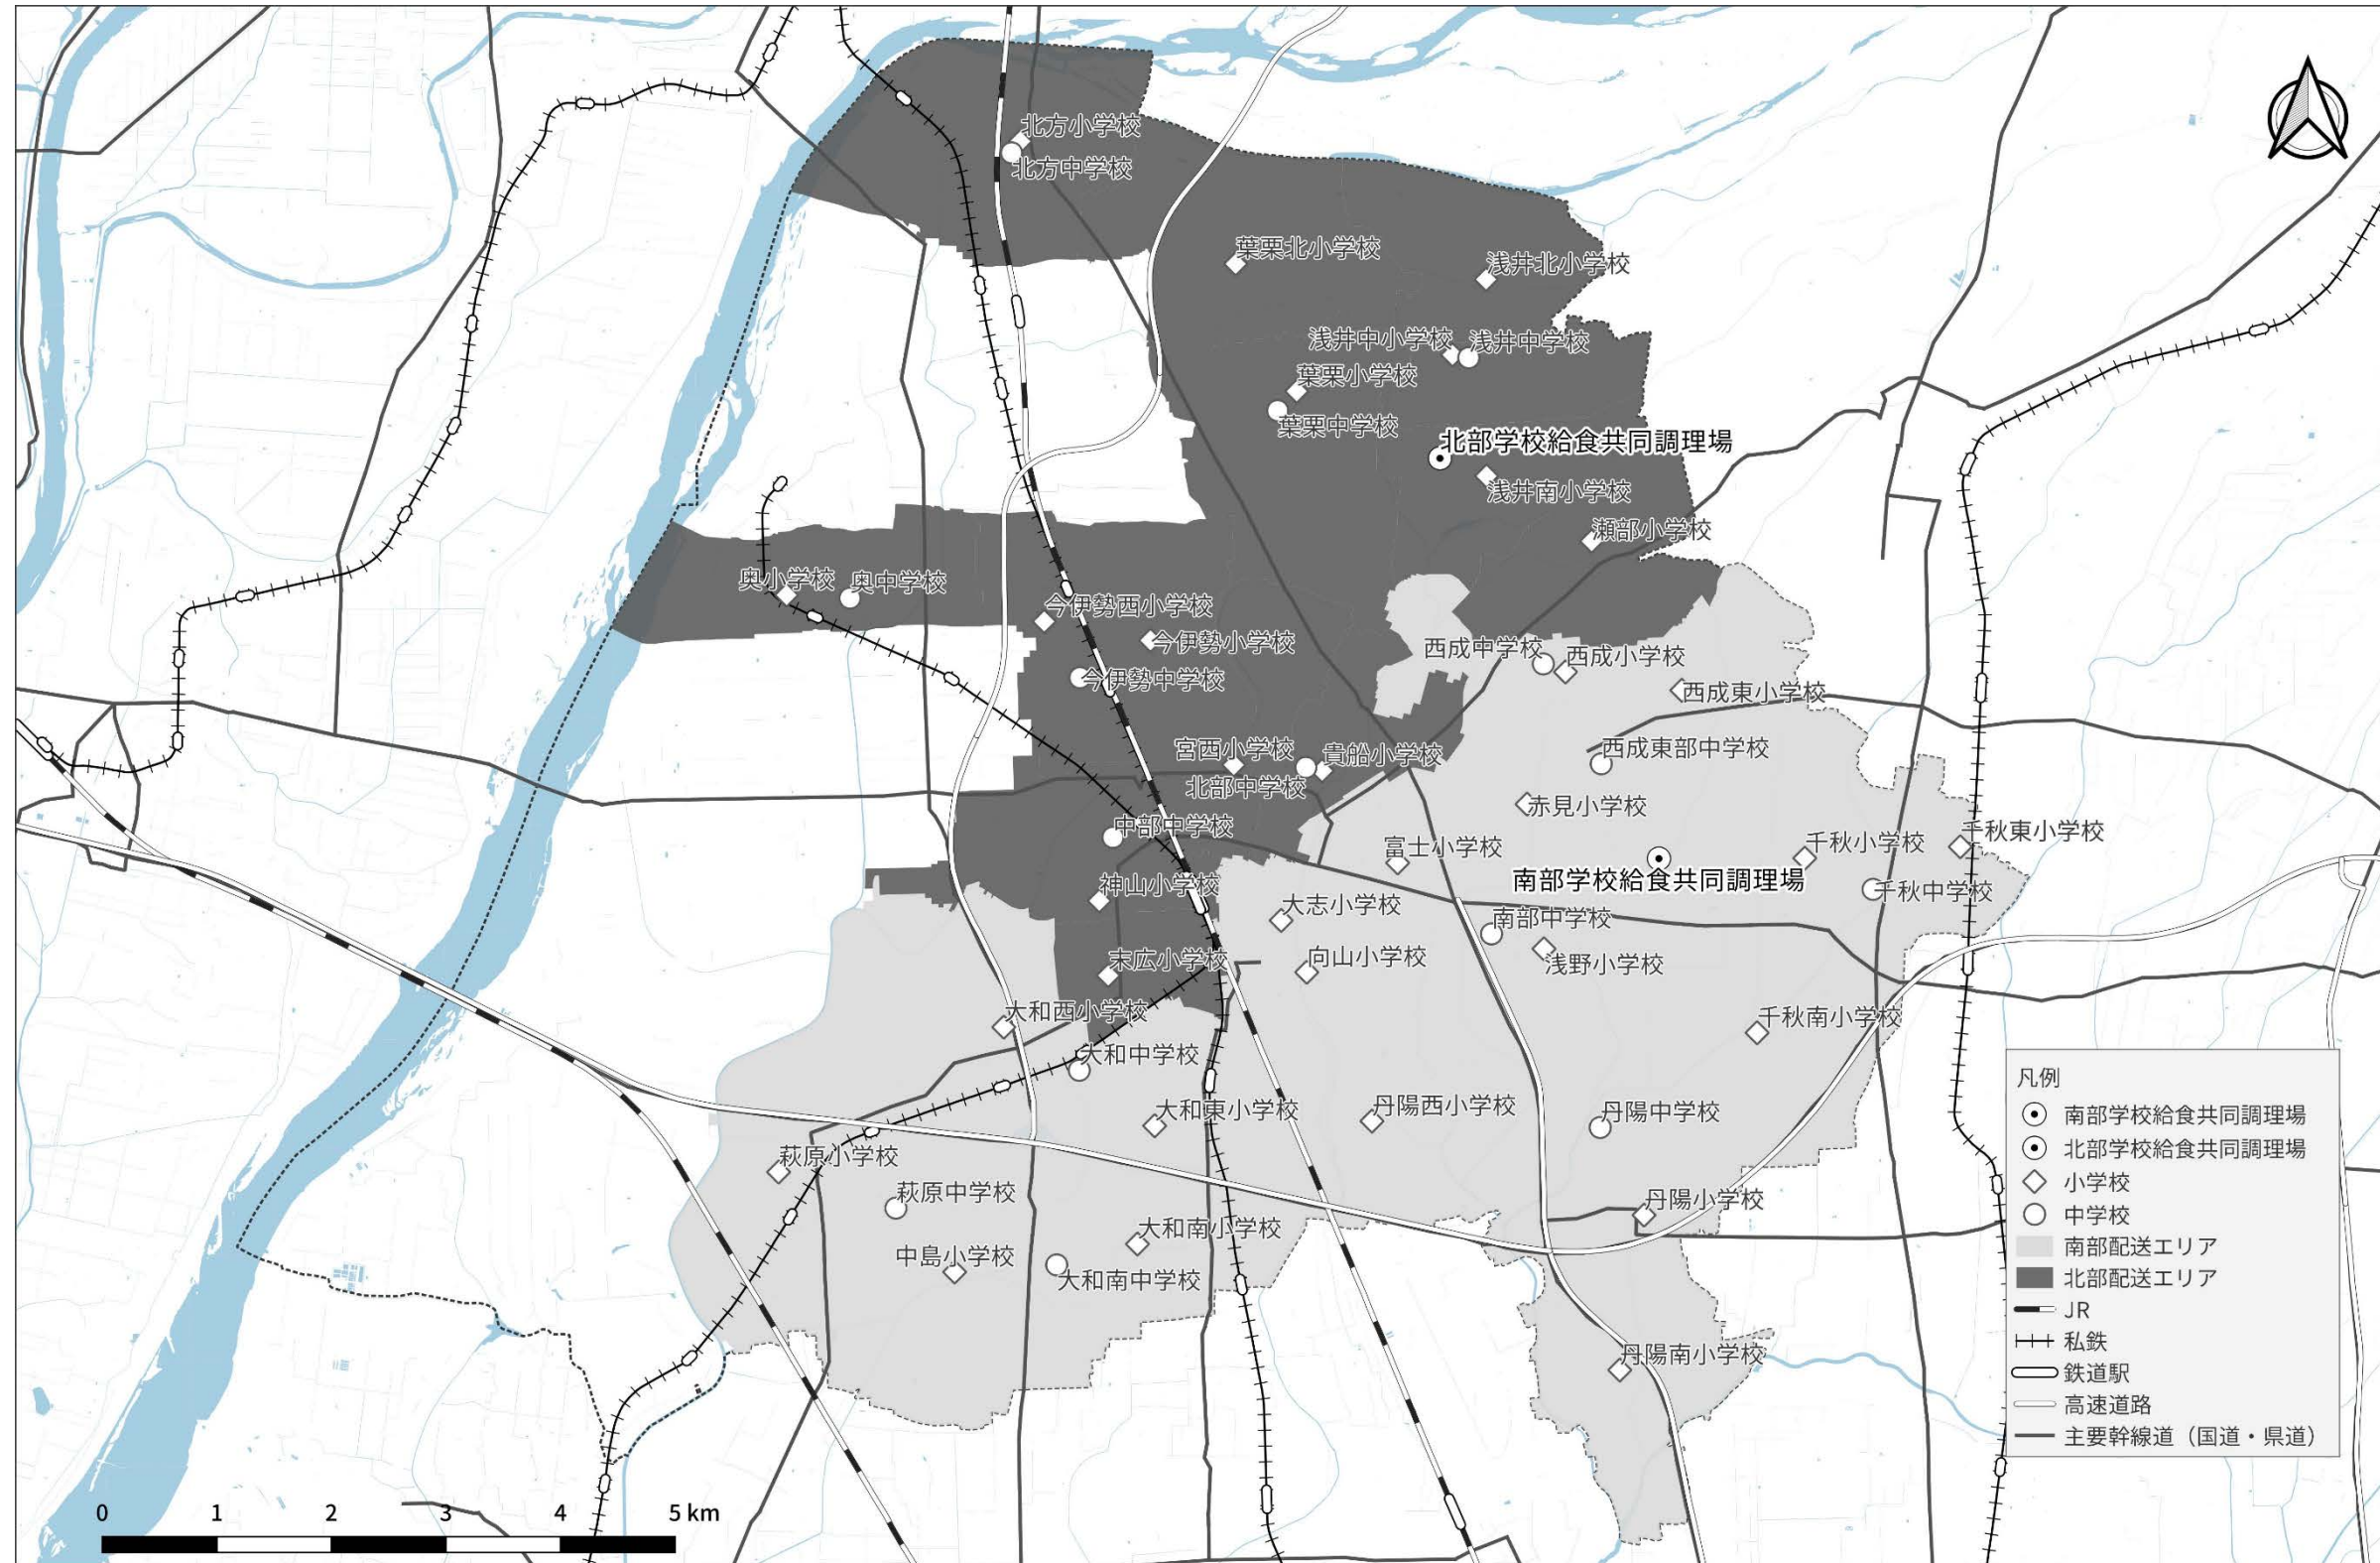 北方小学校
北方中学校
葉栗北小学校
浅井北小学校
浅井中小学校
浅井中学校
葉栗小学校
葉栗中学校
北部学校給食共同調理場
浅井南小学校
瀬部小学校
奥小学校
奥中学校
今伊勢西小学校
今伊勢小学校
今伊勢中学校
西成中学校
西成小学校
西成東小学校
宮西小学校
貴船小学校
北部中学校
西成東部中学校
赤見小学校
中部中学校
富士小学校
千秋小学校
千秋東小学校
南部学校給食共同調理場
千秋中学校
神山小学校
大志小学校
南部中学校
末広小学校
向山小学校
浅野小学校
大和西小学校
千秋南小学校
大和中学校
大和東小学校
丹陽西小学校
丹陽中学校
萩原小学校
萩原中学校
丹陽小学校
大和南小学校
中島小学校
大和南中学校
丹陽南小学校
凡例
南部学校給食共同調理場
北部学校給食共同調理場
小学校
中学校
南部配送エリア
北部配送エリア
JR
私鉄
鉄道駅
高速道路
主要幹線道（国道・県道）
0 1 2 3 4 5 km